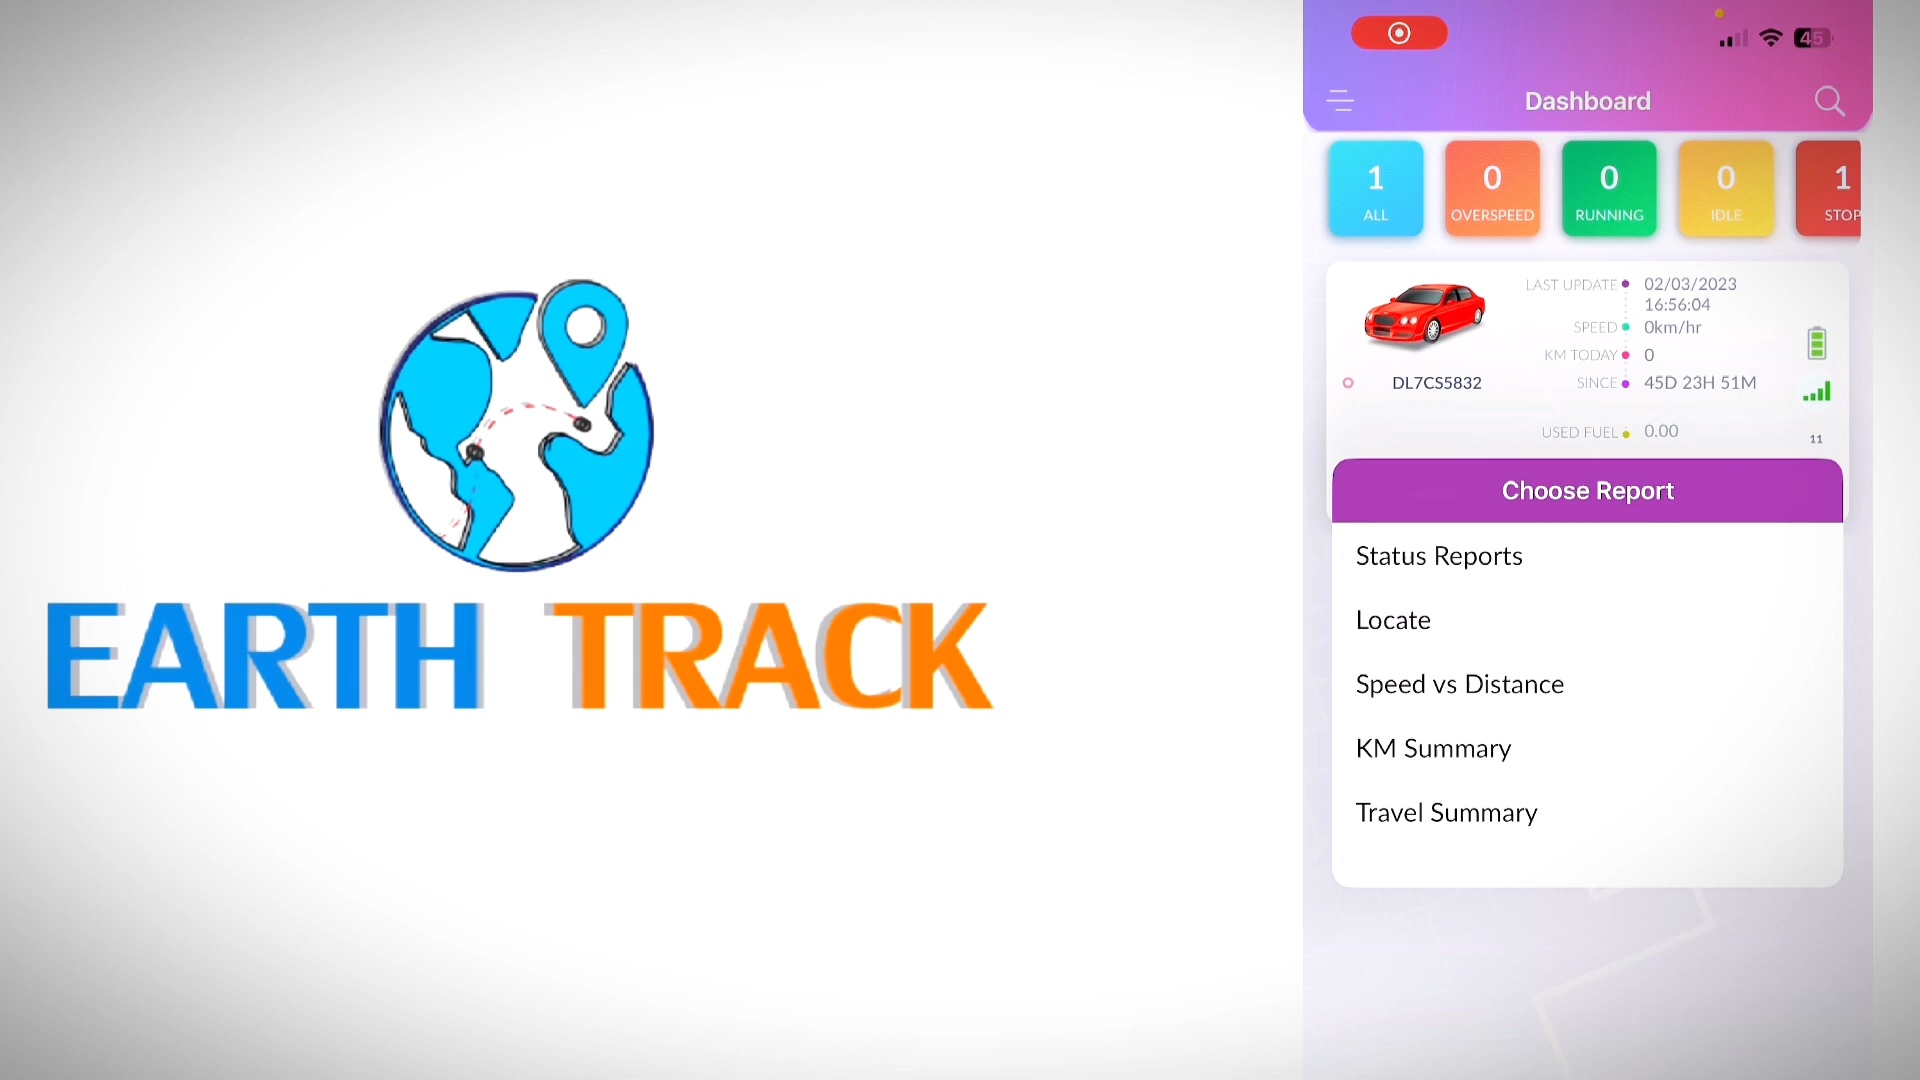 EARTH TRACK
45
Dashboard
1 0 0 0 1
ALL OVERSPEED RUNNING IDLE STOP
LAST UPDATE 02/03/2023
16:56:04
SPEED 0km/hr
KM TODAY 0
DL7CS5832 SINCE 45D 23H 51M
USED FUEL 0.00
11
Choose Report
Status Reports
Locate
Speed vs Distance
KM Summary
Travel Summary